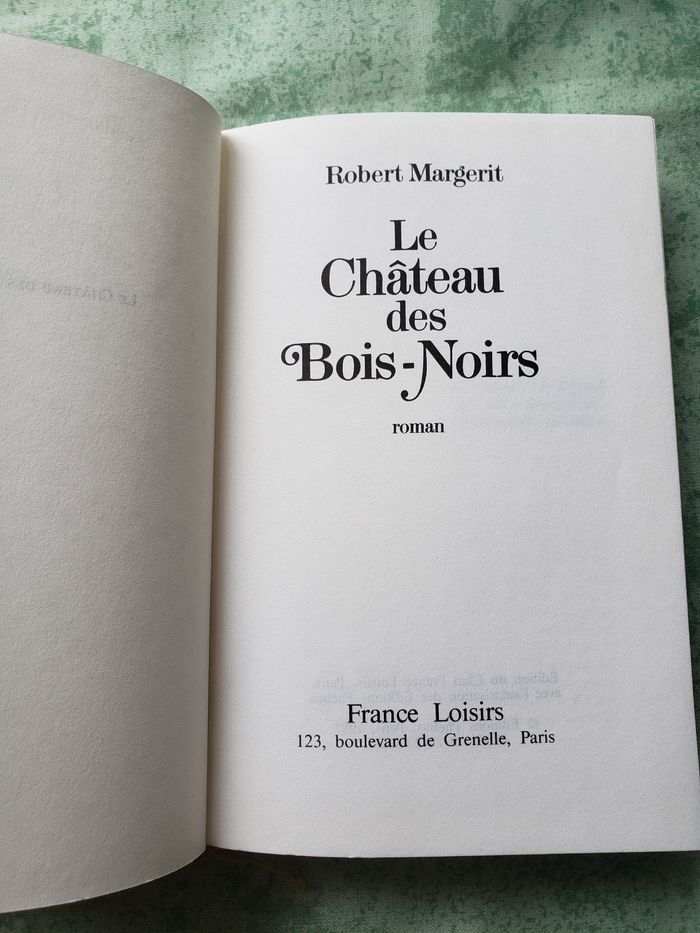 Robert Margerit
Le
Château
des
Bois-Noirs
roman
France Loisirs
123, boulevard de Grenelle, Paris